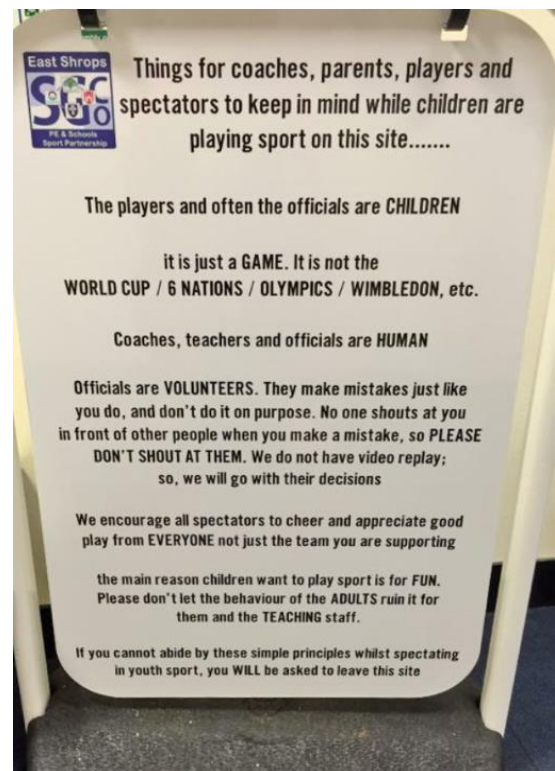 East Shrops
SGCO
PE & Schools
Sport Partnership
Things for coaches, parents, players and
spectators to keep in mind while children are
playing sport on this site.......
The players and often the officials are CHILDREN
it is just a GAME. It is not the
WORLD CUP / 6 NATIONS / OLYMPICS / WIMBLEDON, etc.
Coaches, teachers and officials are HUMAN
Officials are VOLUNTEERS. They make mistakes just like
you do, and don't do it on purpose. No one shouts at you
in front of other people when you make a mistake, so PLEASE
DON'T SHOUT AT THEM. We do not have video replay;
so, we will go with their decisions
We encourage all spectators to cheer and appreciate good
play from EVERYONE not just the team you are supporting
the main reason children want to play sport is for FUN.
Please don't let the behaviour of the ADULTS ruin it for
them and the TEACHING staff.
If you cannot abide by these simple principles whilst spectating
in youth sport, you WILL be asked to leave this site